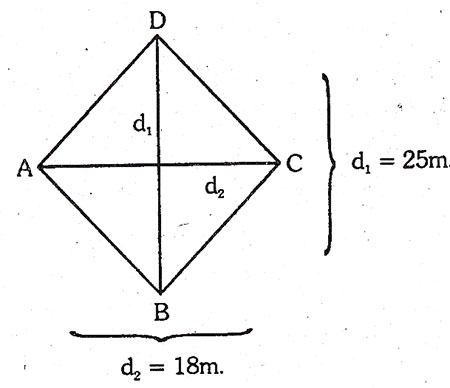 D
d₁
A
C
d₁ = 25m.
d₂
B
d₂ = 18m.